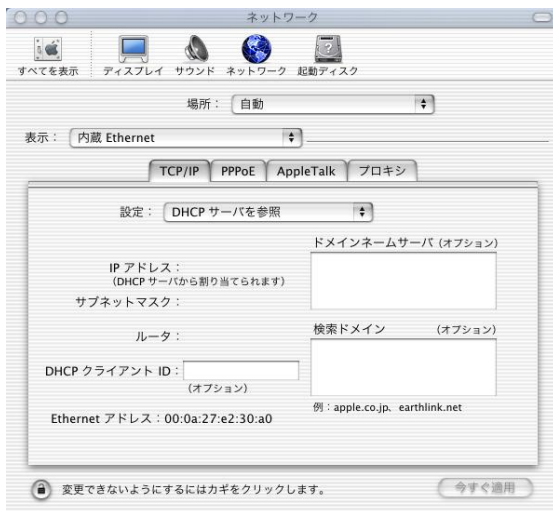 ネットワーク
すべてを表示 ディスプレイ サウンド ネットワーク 起動ディスク
場所： 自動
表示： 内蔵 Ethernet
TCP/IP PPPoE AppleTalk プロキシ
設定： DHCP サーバを参照
ドメインネームサーバ (オプション)
IP アドレス：
(DHCP サーバから割り当てられます)
サブネットマスク：
ルータ：
検索ドメイン (オプション)
DHCP クライアント ID：
(オプション)
例：apple.co.jp、earthlink.net
Ethernet アドレス：00:0a:27:e2:30:a0
変更できないようにするにはカギをクリックします。
今すぐ適用